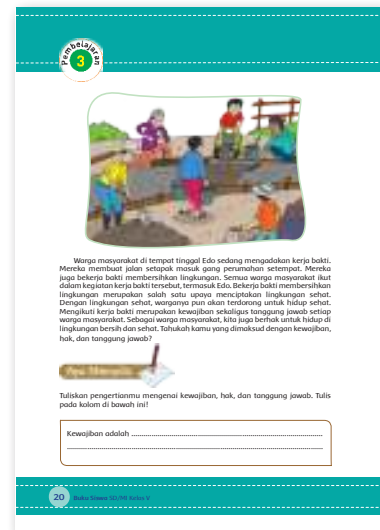 Pembelajaran
3
Warga masyarakat di tempat tinggal Edo sedang mengadakan kerja bakti.
Mereka membuat jalan setapak masuk gang perumahan setempat. Mereka
juga bekerja bakti membersihkan lingkungan. Semua warga masyarakat ikut
dalam kegiatan kerja bakti tersebut, termasuk Edo. Bekerja bakti membersihkan
lingkungan merupakan salah satu upaya menciptakan lingkungan sehat.
Dengan lingkungan sehat, warganya pun akan terdorong untuk hidup sehat.
Mengikuti kerja bakti merupakan kewajiban sekaligus tanggung jawab setiap
warga masyarakat. Sebagai warga masyarakat, kita juga berhak untuk hidup di
lingkungan bersih dan sehat. Tahukah kamu yang dimaksud dengan kewajiban,
hak, dan tanggung jawab?
Ayo Menulis
Tuliskan pengertianmu mengenai kewajiban, hak, dan tanggung jawab. Tulis
pada kolom di bawah ini!
Kewajiban adalah
20 Buku Siswa SD/MI Kelas V